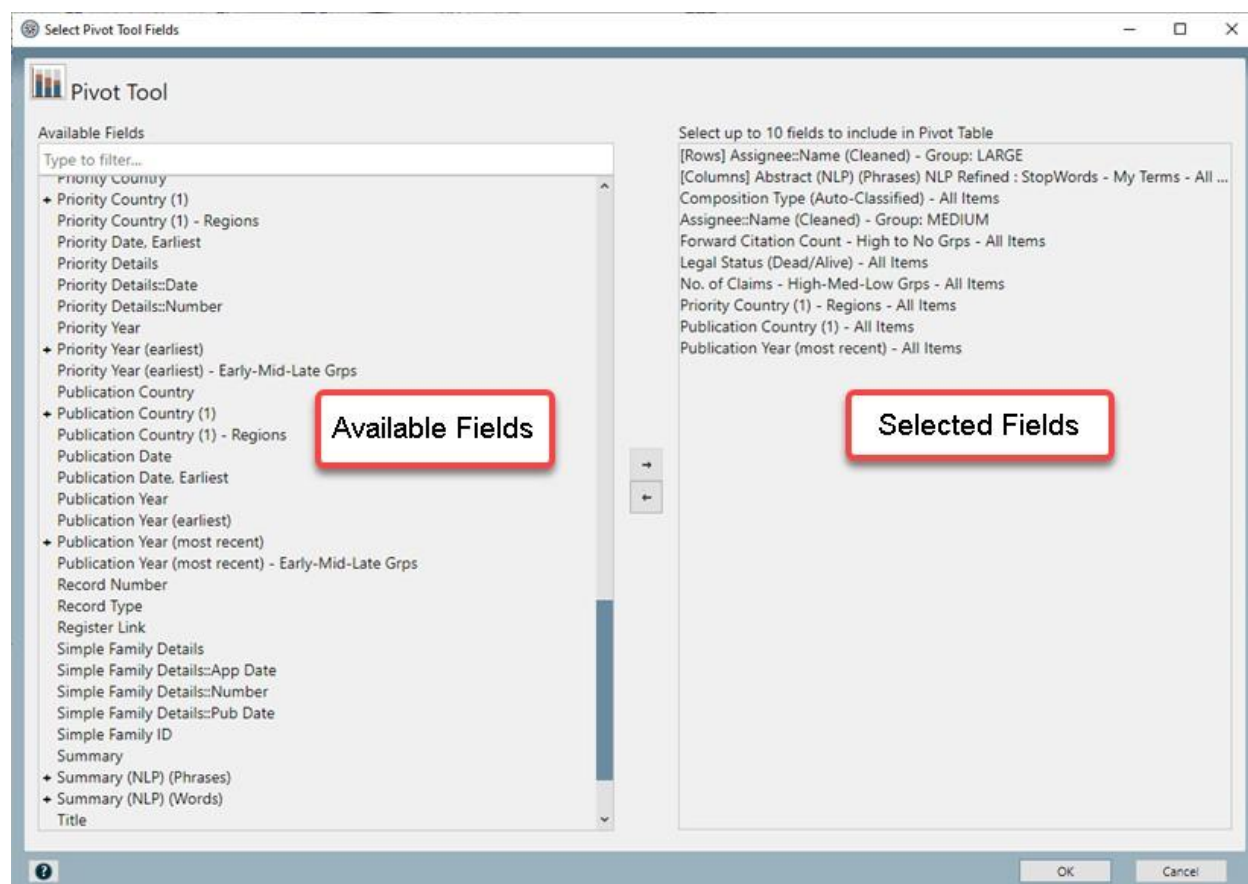 Select Pivot Tool Fields
Pivot Tool
Available Fields
Type to filter...
Priority Country
Priority Country (1)
Priority Country (1) - Regions
Priority Date, Earliest
Priority Details
Priority Details::Date
Priority Details::Number
Priority Year
Priority Year (earliest)
Priority Year (earliest) - Early-Mid-Late Grps
Publication Country
Publication Country (1)
Publication Country (1) - Regions
Publication Date
Publication Date, Earliest
Publication Year
Publication Year (earliest)
Publication Year (most recent)
Publication Year (most recent) - Early-Mid-Late Grps
Record Number
Record Type
Register Link
Simple Family Details
Simple Family Details::App Date
Simple Family Details::Number
Simple Family Details::Pub Date
Simple Family ID
Summary
Summary (NLP) (Phrases)
Summary (NLP) (Words)
Title
Available Fields
Select up to 10 fields to include in Pivot Table
[Rows] Assignee::Name (Cleaned) - Group: LARGE
[Columns] Abstract (NLP) (Phrases) NLP Refined : StopWords - My Terms - All ...
Composition Type (Auto-Classified) - All Items
Assignee::Name (Cleaned) - Group: MEDIUM
Forward Citation Count - High to No Grps - All Items
Legal Status (Dead/Alive) - All Items
No. of Claims - High-Med-Low Grps - All Items
Priority Country (1) - Regions - All Items
Publication Country (1) - All Items
Publication Year (most recent) - All Items
Selected Fields
?
OK
Cancel